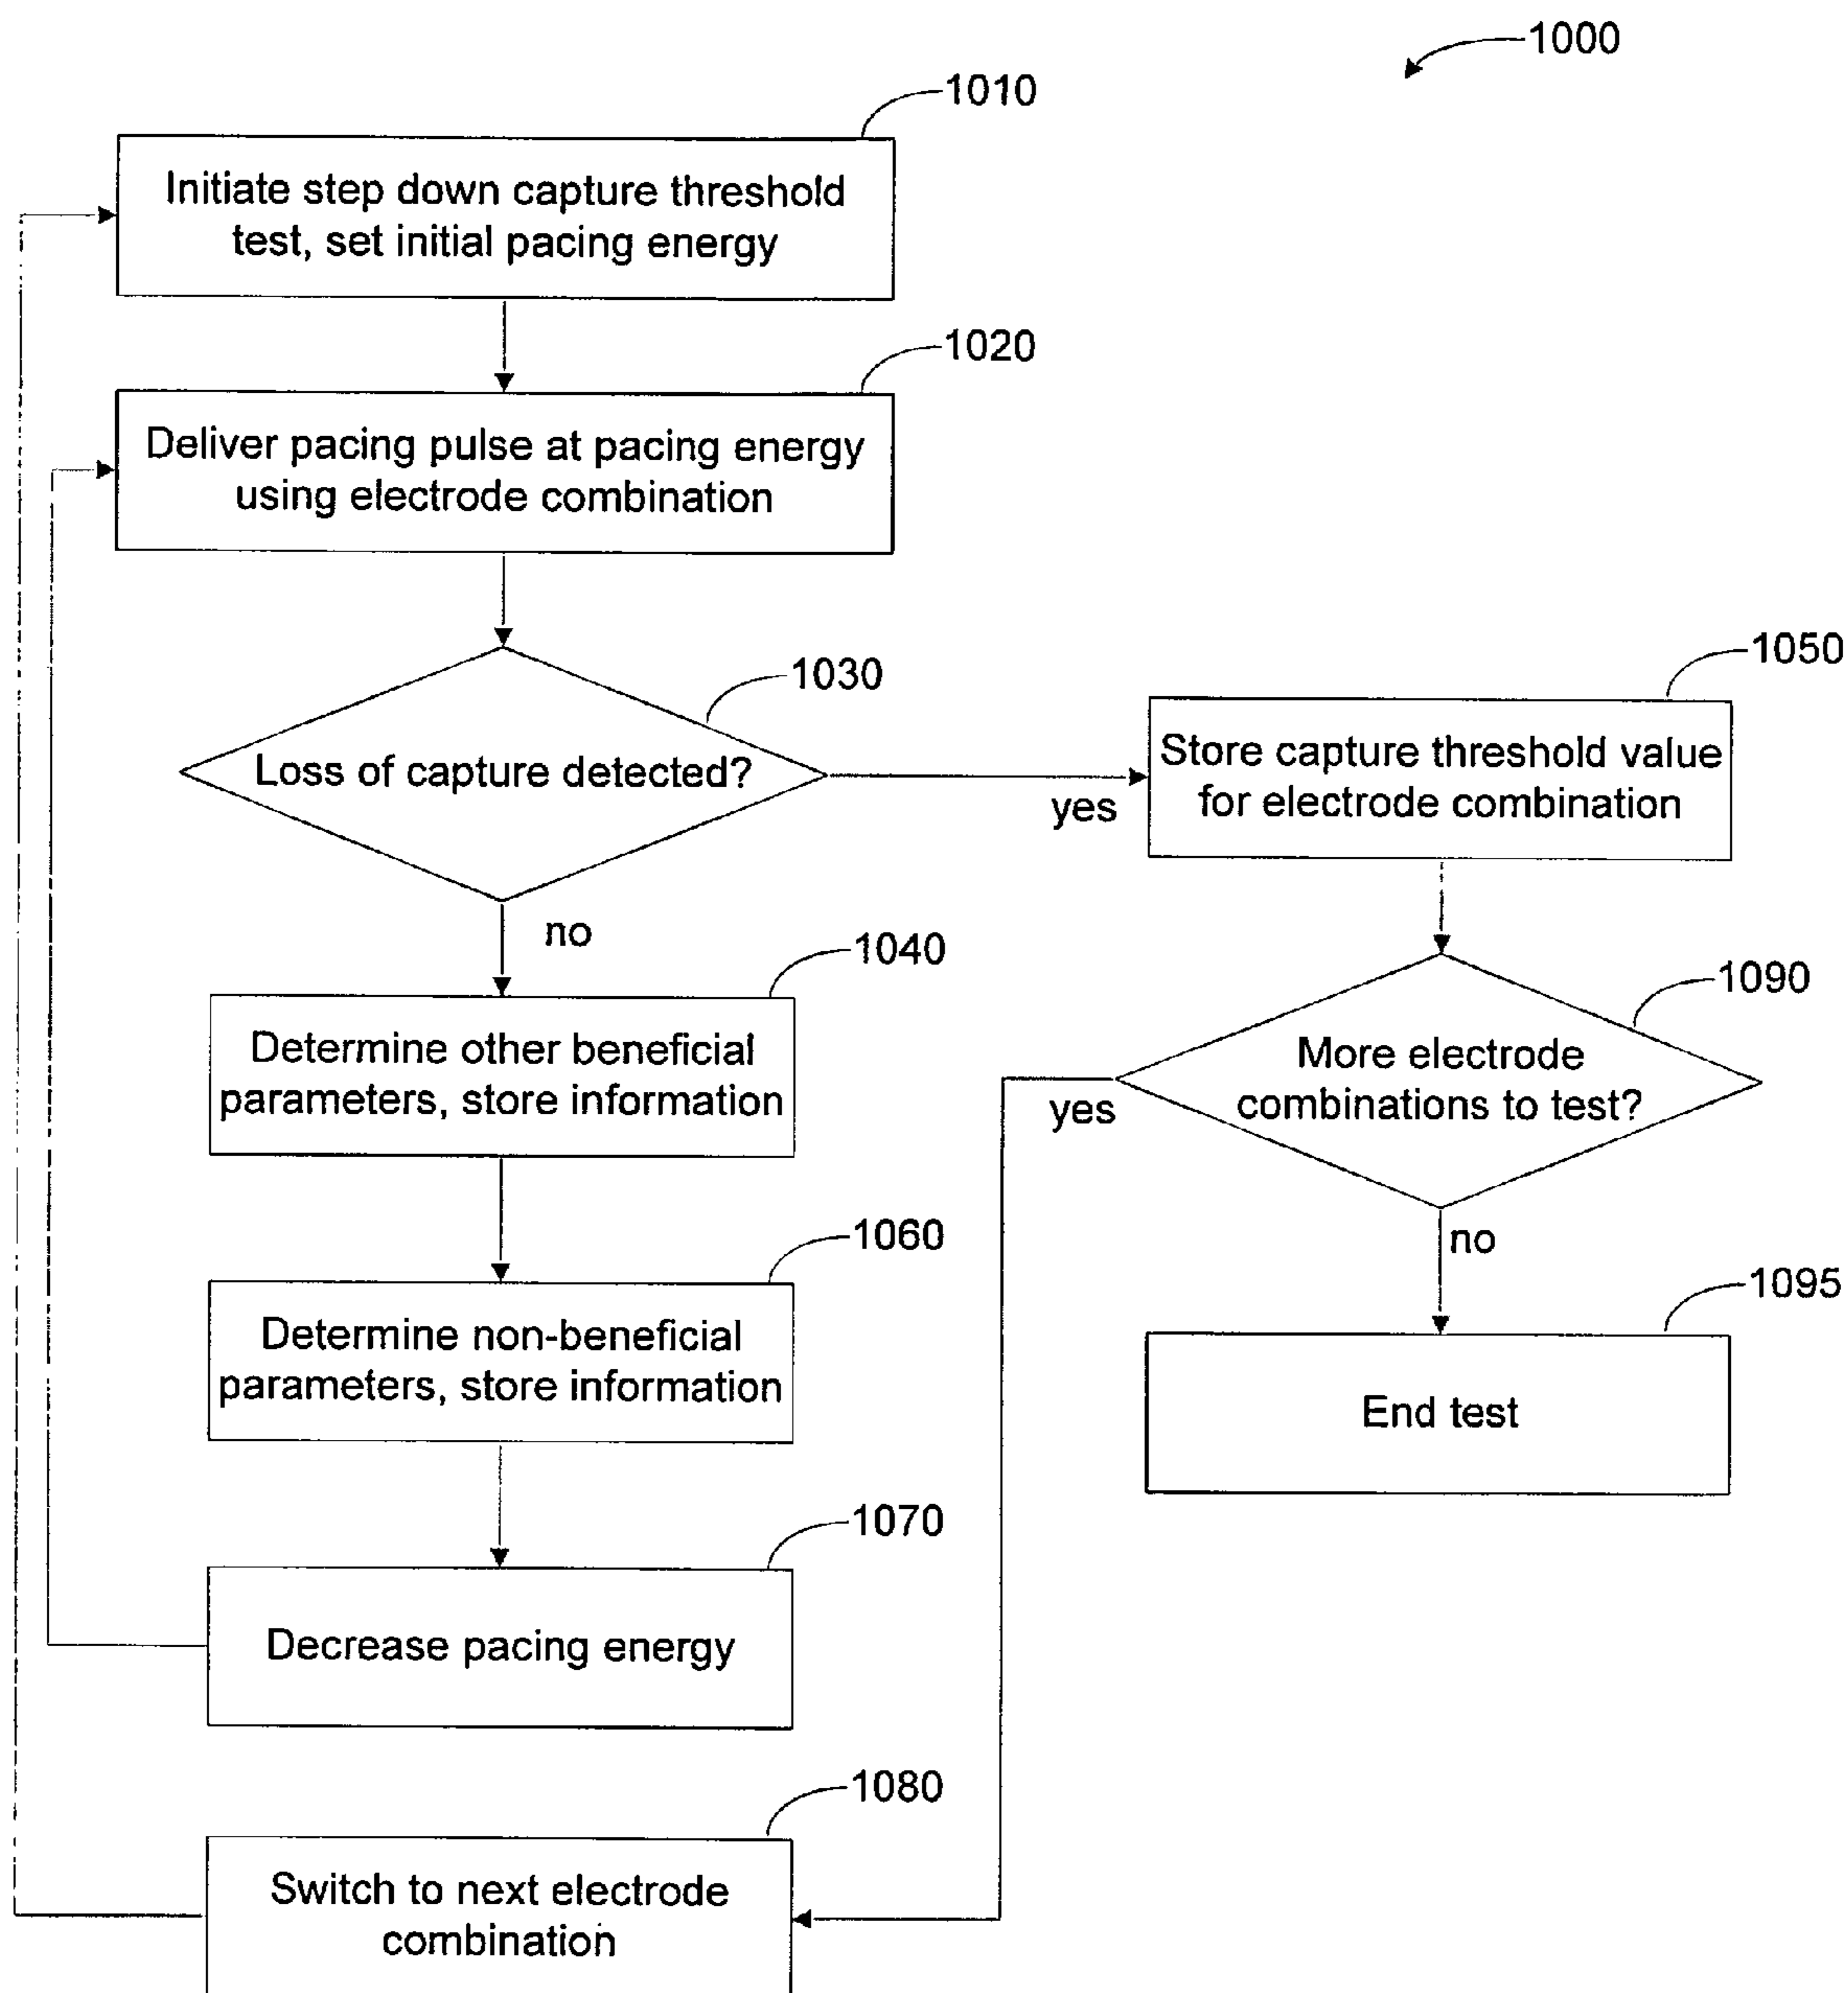 1000
1010
Initiate step down capture threshold
test, set initial pacing energy
1020
Deliver pacing pulse at pacing energy
using electrode combination
1030
Loss of capture detected?
yes
no
1050
Store capture threshold value
for electrode combination
1040
Determine other beneficial
parameters, store information
1090
More electrode
combinations to test?
yes
no
1060
Determine non-beneficial
parameters, store information
1095
End test
1070
Decrease pacing energy
1080
Switch to next electrode
combination